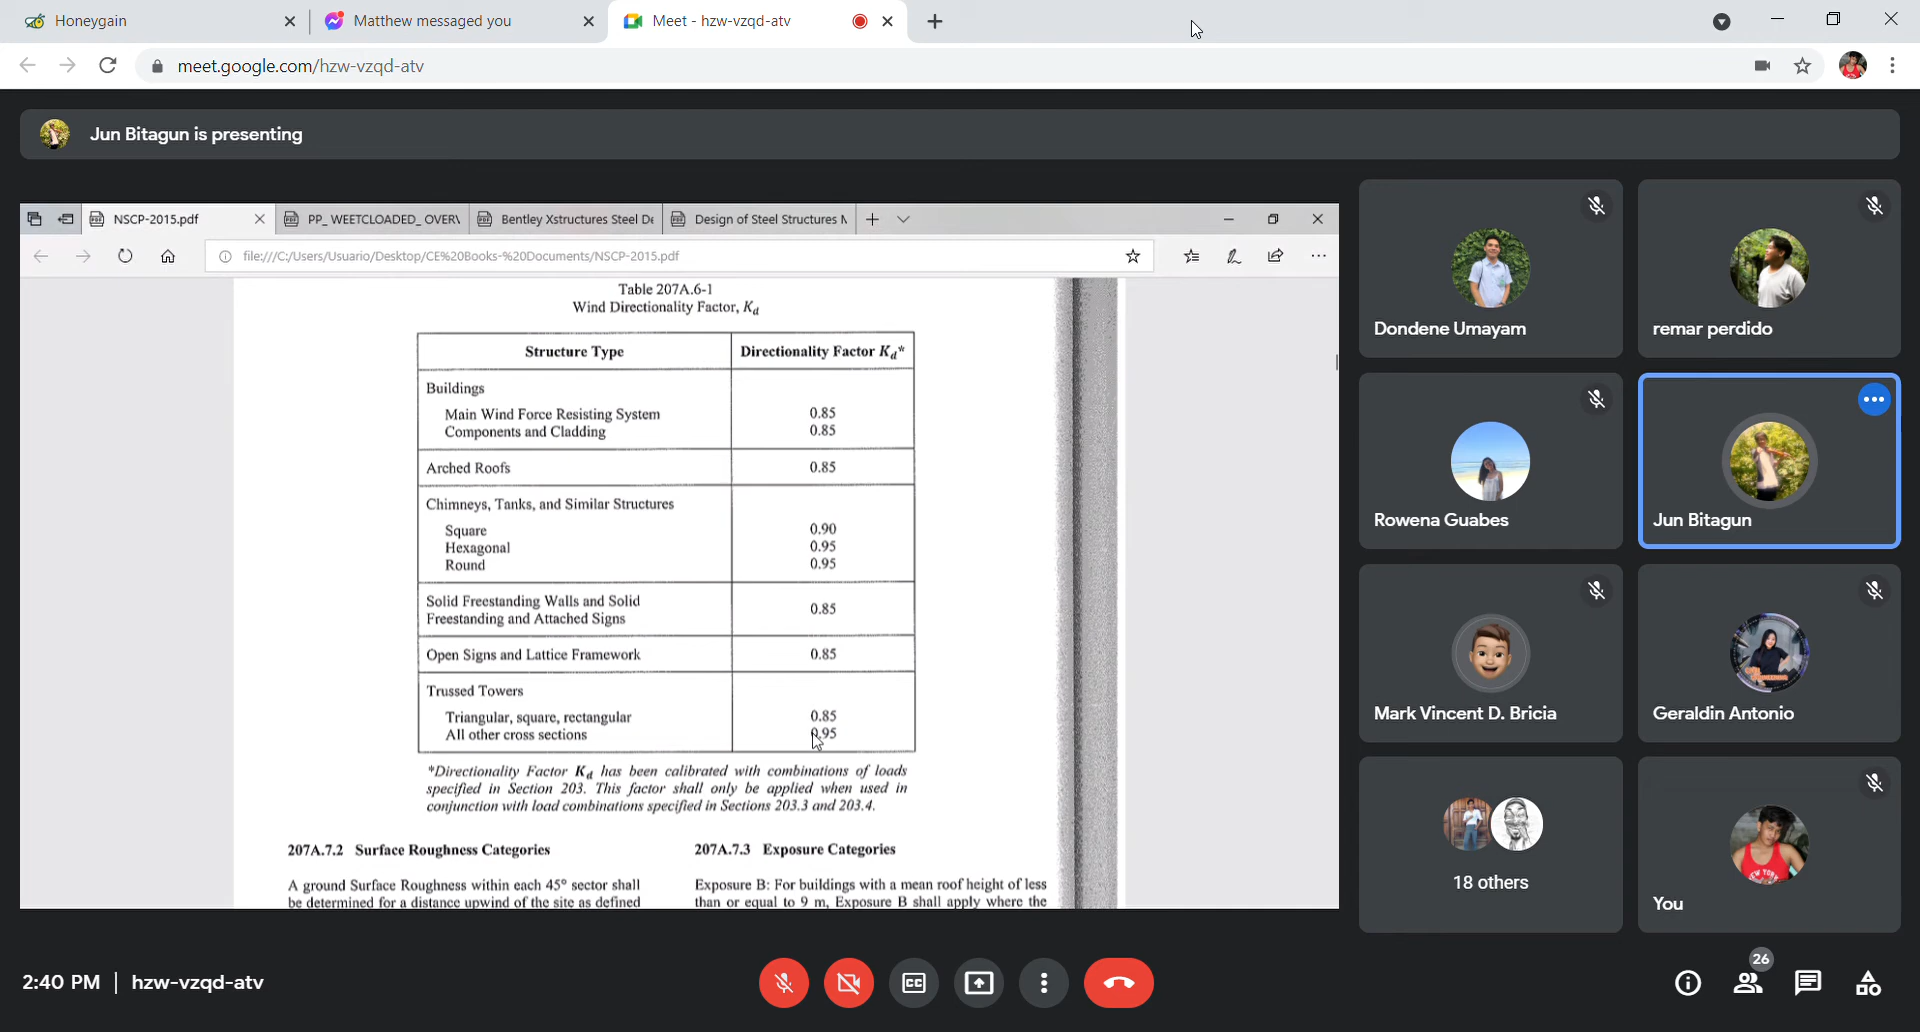 Honeygain
Matthew messaged you
Meet - hzw-vzqd-atv
meet.google.com/hzw-vzqd-atv
Jun Bitagun is presenting
NSCP-2015.pdf
PP_ WEETCLOADED_ OVERV
Bentley Xstructures Steel De
Design of Steel Structures M
file:///C:/Users/Usuario/Desktop/CE%20Books-%20Documents/NSCP-2015.pdf
Table 207A.6-1
Wind Directionality Factor, Kd
Structure Type Directionality Factor Kd*
Buildings
Main Wind Force Resisting System 0.85
Components and Cladding 0.85
Arched Roofs 0.85
Chimneys, Tanks, and Similar Structures
Square 0.90
Hexagonal 0.95
Round 0.95
Solid Freestanding Walls and Solid
Freestanding and Attached Signs 0.85
Open Signs and Lattice Framework 0.85
Trussed Towers
Triangular, square, rectangular 0.85
All other cross sections 0.95
*Directionality Factor Kd has been calibrated with combinations of loads
specified in Section 203. This factor shall only be applied when used in
conjunction with load combinations specified in Sections 203.3 and 203.4.
207A.7.2 Surface Roughness Categories
A ground Surface Roughness within each 45° sector shall
be determined for a distance upwind of the site as defined
207A.7.3 Exposure Categories
Exposure B: For buildings with a mean roof height of less
than or equal to 9 m, Exposure B shall apply where the
Dondene Umayam
remar perdido
Rowena Guabes
Jun Bitagun
Mark Vincent D. Bricia
Geraldin Antonio
18 others
You
2:40 PM | hzw-vzqd-atv
CC
26